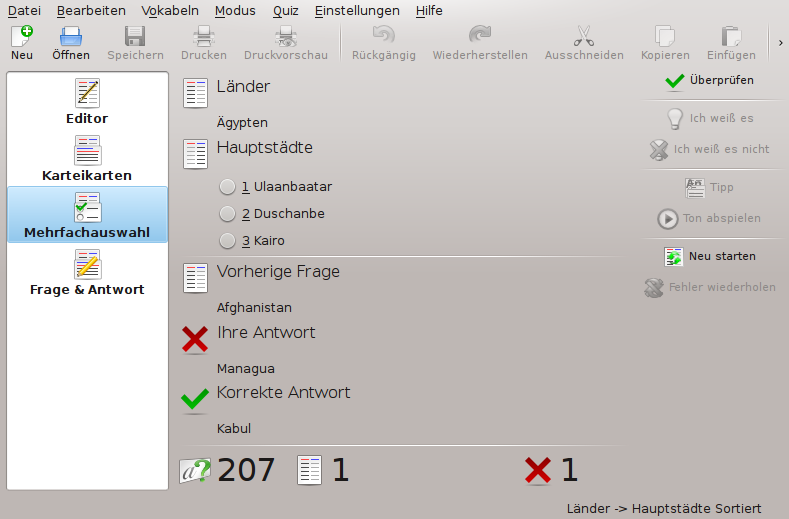 Datei Bearbeiten Vokabeln Modus Quiz Einstellungen Hilfe
Neu Öffnen Speichern Drucken Druckvorschau Rückgängig Wiederherstellen Ausschneiden Kopieren Einfügen
Editor
Karteikarten
Mehrfachauswahl
Frage & Antwort
Länder
Ägypten
Hauptstädte
1 Ulaanbaatar
2 Duschanbe
3 Kairo
Vorherige Frage
Afghanistan
Ihre Antwort
Managua
Korrekte Antwort
Kabul
207 1 1
Überprüfen
Ich weiß es
Ich weiß es nicht
Tipp
Ton abspielen
Neu starten
Fehler wiederholen
Länder -> Hauptstädte Sortiert